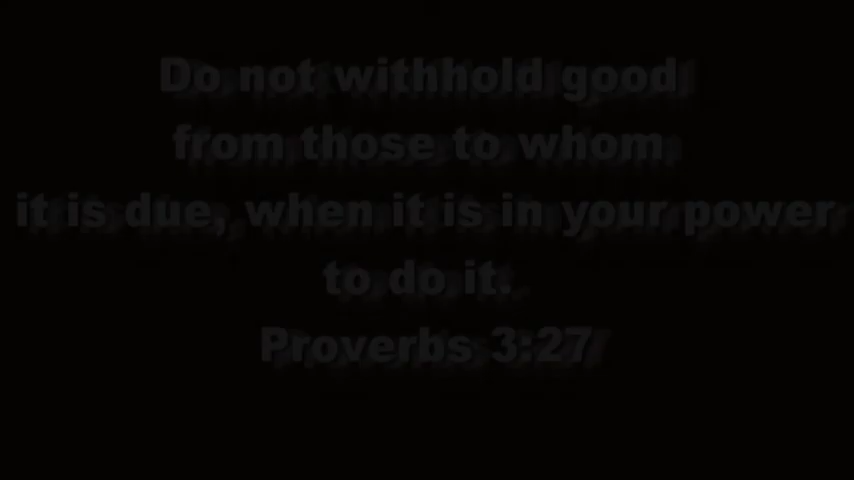 Do not withhold good
from those to whom
it is due, when it is in your power
to do it.
Proverbs 3:27